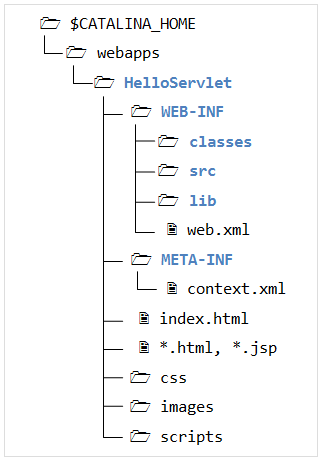 $CATALINA_HOME
webapps
HelloServlet
WEB-INF
classes
src
lib
web.xml
META-INF
context.xml
index.html
*.html, *.jsp
css
images
scripts